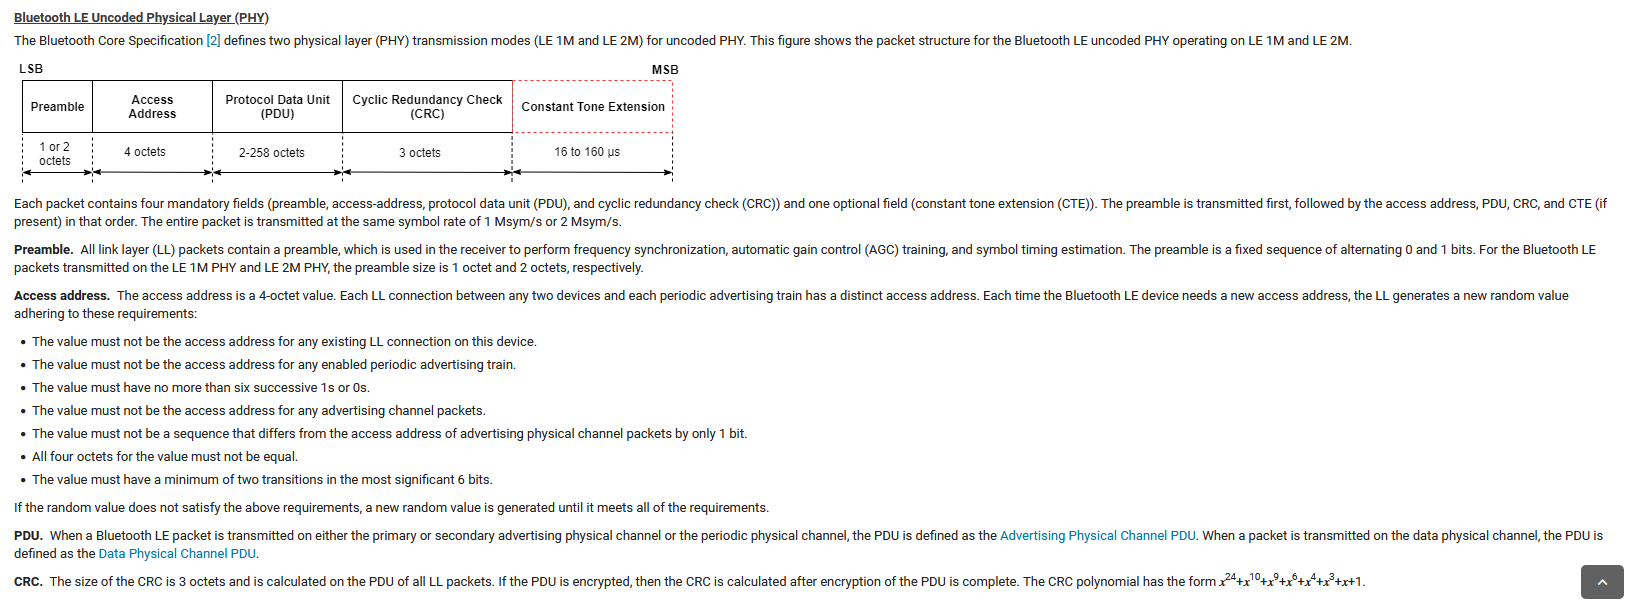 Bluetooth LE Uncoded Physical Layer (PHY)
The Bluetooth Core Specification [2] defines two physical layer (PHY) transmission modes (LE 1M and LE 2M) for uncoded PHY. This figure shows the packet structure for the Bluetooth LE uncoded PHY operating on LE 1M and LE 2M.
LSB MSB
Preamble
Access
Address
Protocol Data Unit
(PDU)
Cyclic Redundancy Check
(CRC)
Constant Tone Extension
1 or 2
octets
4 octets
2-258 octets
3 octets
16 to 160 µs
Each packet contains four mandatory fields (preamble, access-address, protocol data unit (PDU), and cyclic redundancy check (CRC)) and one optional field (constant tone extension (CTE)). The preamble is transmitted first, followed by the access address, PDU, CRC, and CTE (if
present) in that order. The entire packet is transmitted at the same symbol rate of 1 Msym/s or 2 Msym/s.
Preamble. All link layer (LL) packets contain a preamble, which is used in the receiver to perform frequency synchronization, automatic gain control (AGC) training, and symbol timing estimation. The preamble is a fixed sequence of alternating 0 and 1 bits. For the Bluetooth LE
packets transmitted on the LE 1M PHY and LE 2M PHY, the preamble size is 1 octet and 2 octets, respectively.
Access address. The access address is a 4-octet value. Each LL connection between any two devices and each periodic advertising train has a distinct access address. Each time the Bluetooth LE device needs a new access address, the LL generates a new random value
adhering to these requirements:
• The value must not be the access address for any existing LL connection on this device.
• The value must not be the access address for any enabled periodic advertising train.
• The value must have no more than six successive 1s or 0s.
• The value must not be the access address for any advertising channel packets.
• The value must not be a sequence that differs from the access address of advertising physical channel packets by only 1 bit.
• All four octets for the value must not be equal.
• The value must have a minimum of two transitions in the most significant 6 bits.
If the random value does not satisfy the above requirements, a new random value is generated until it meets all of the requirements.
PDU. When a Bluetooth LE packet is transmitted on either the primary or secondary advertising physical channel or the periodic physical channel, the PDU is defined as the Advertising Physical Channel PDU. When a packet is transmitted on the data physical channel, the PDU is
defined as the Data Physical Channel PDU.
CRC. The size of the CRC is 3 octets and is calculated on the PDU of all LL packets. If the PDU is encrypted, then the CRC is calculated after encryption of the PDU is complete. The CRC polynomial has the form x²⁴+x¹⁰+x⁹+x⁶+x⁴+x³+x+1.